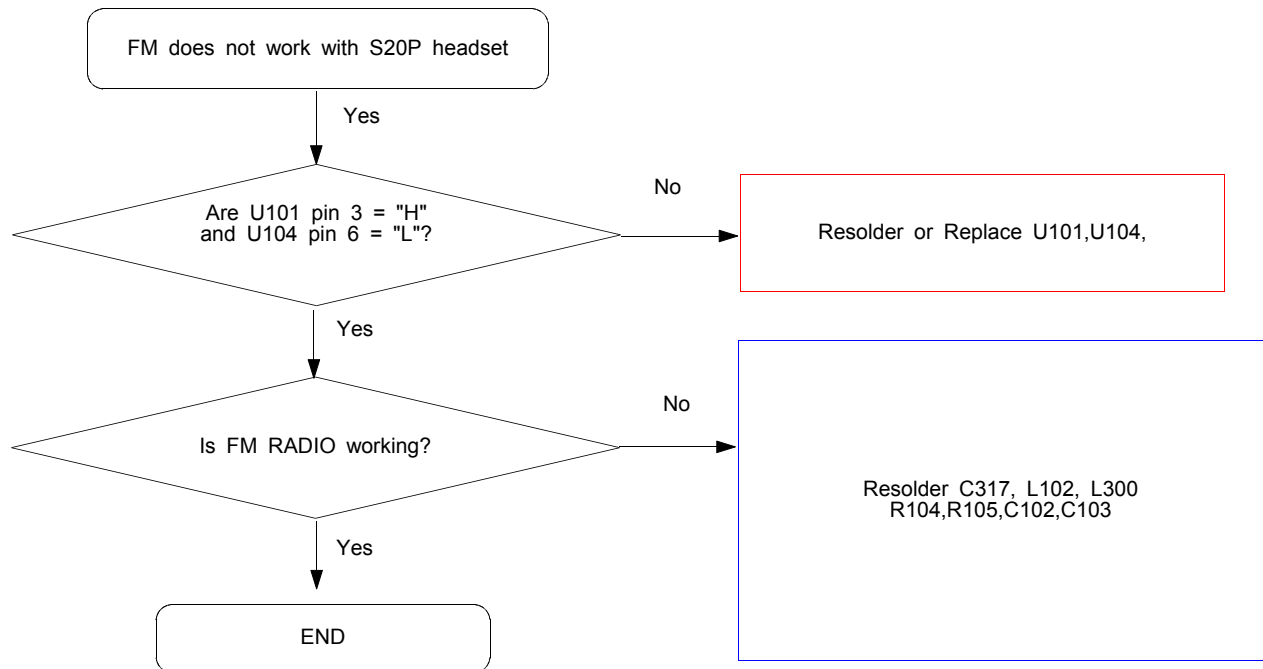 FM does not work with S20P headset
Yes
Are U101 pin 3 = "H"
and U104 pin 6 = "L"?
No
Resolder or Replace U101,U104,
Yes
Is FM RADIO working?
No
Resolder C317, L102, L300
R104,R105,C102,C103
Yes
END